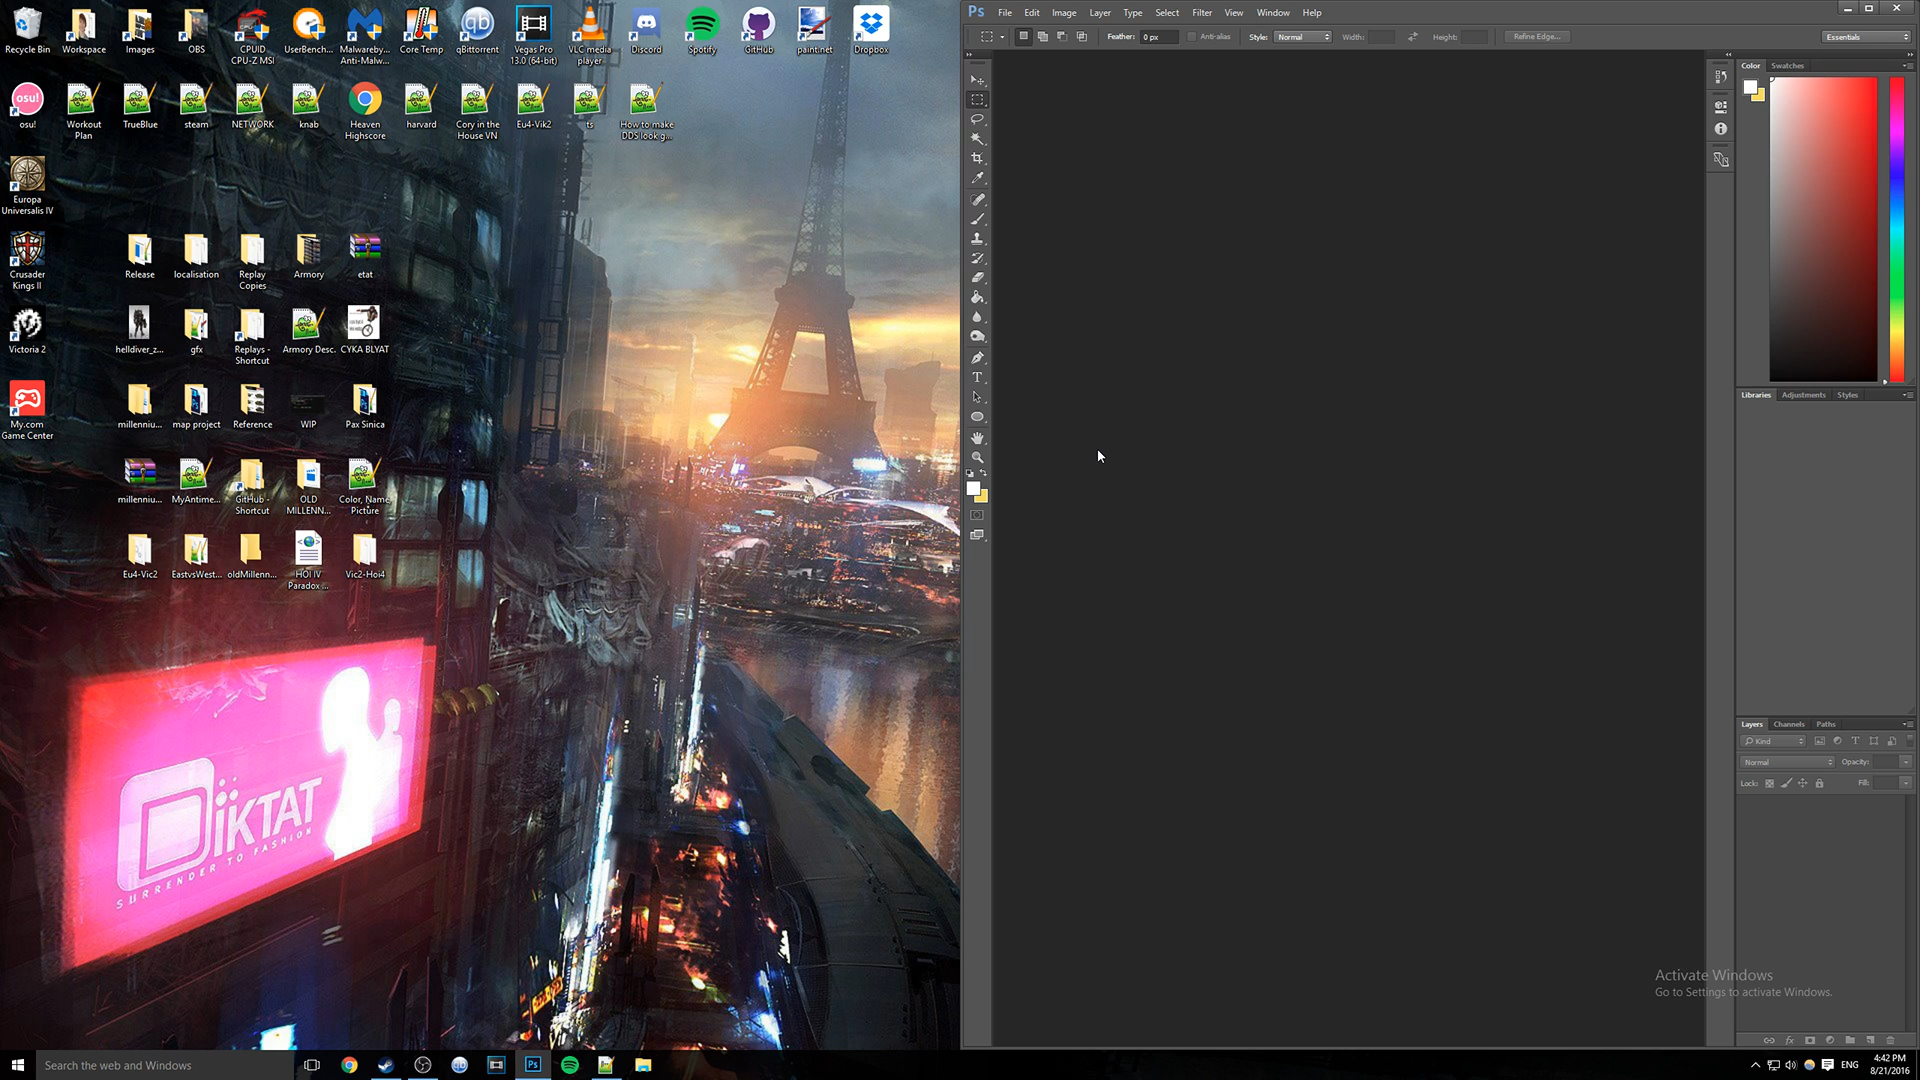 Recycle Bin
Workspace
Images
OBS
CPUID
CPU-Z MSI
UserBench...
Malwareby...
Anti-Malw...
Core Temp
qBittorrent
Vegas Pro
13.0 (64-bit)
VLC media
player
Discord
Spotify
GitHub
paint.net
Dropbox
osu!
osu!
Workout
Plan
TrueBlue
steam
NETWORK
knab
Heaven
Highscore
harvard
Cory in the
House VN
Eu4-Vik2
ts
How to make
DDS look g...
Europa
Universalis IV
Crusader
Kings II
Release
localisation
Replay
Copies
Armory
etat
Victoria 2
helldiver_z...
gfx
Replays -
Shortcut
Armory Desc.
CYKA BLYAT
My.com
Game Center
millenniu...
map project
Reference
WIP
Pax Sinica
millenniu...
MyAntime...
GitHub -
Shortcut
OLD
MILLENN...
Color, Name,
Picture
Eu4-Vic2
EastvsWest...
oldMillenn...
HOI IV
Paradox ...
Vic2-Hoi4
DiKTAT
SURRENDER TO FASHION
Ps
File Edit Image Layer Type Select Filter View Window Help
Feather: 0 px Anti-alias Style: Normal Width: Height: Refine Edge... Essentials
Color Swatches
Libraries Adjustments Styles
Layers Channels Paths
Kind
Normal Opacity:
Lock: Fill:
Activate Windows
Go to Settings to activate Windows.
Search the web and Windows
Ps
ENG
4:42 PM
8/21/2016